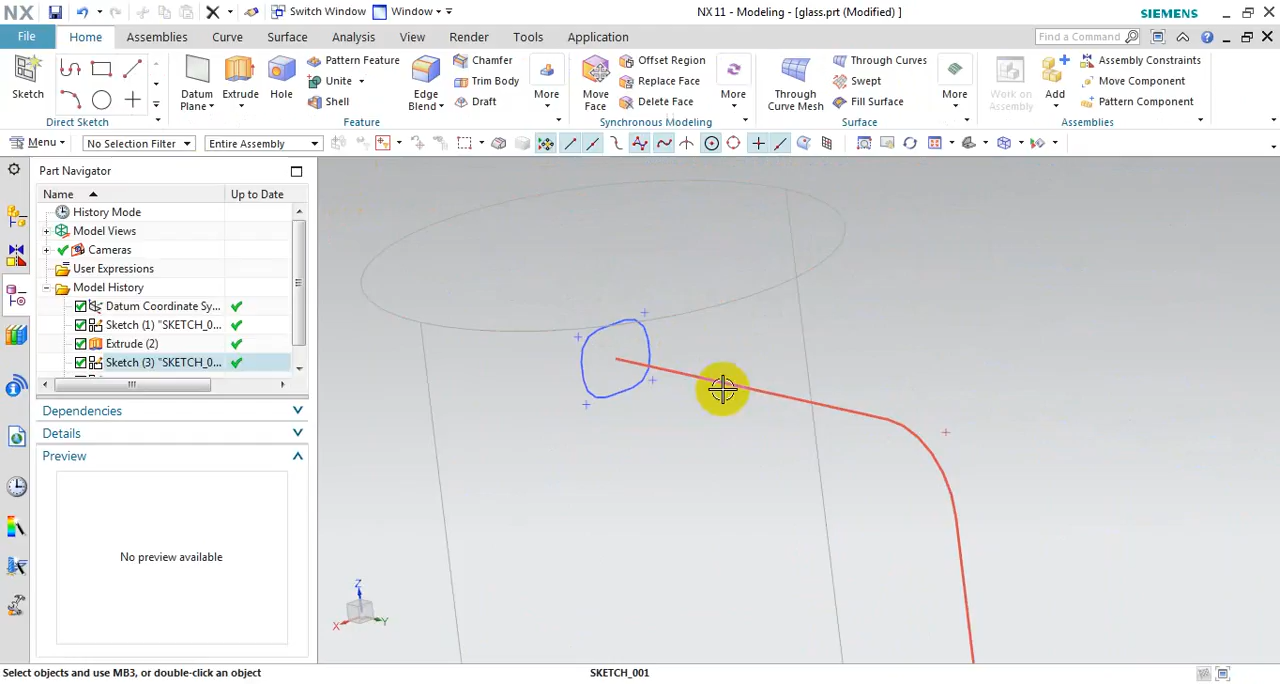 NX
Switch Window
Window
NX 11 - Modeling - [glass.prt (Modified) ]
SIEMENS
File
Home
Assemblies
Curve
Surface
Analysis
View
Render
Tools
Application
Find a Command
Sketch
Direct Sketch
Datum
Plane
Extrude
Hole
Pattern Feature
Unite
Shell
Edge
Blend
Chamfer
Trim Body
Draft
More
Feature
Move
Face
Offset Region
Replace Face
Delete Face
More
Synchronous Modeling
Through
Curve Mesh
Through Curves
Swept
Fill Surface
More
Surface
Work on
Assembly
Add
Assembly Constraints
Move Component
Pattern Component
Assemblies
Menu
No Selection Filter
Entire Assembly
Part Navigator
Name
Up to Date
History Mode
Model Views
Cameras
User Expressions
Model History
Datum Coordinate Sy...
Sketch (1) "SKETCH_0...
Extrude (2)
Sketch (3) "SKETCH_0...
Dependencies
Details
Preview
No preview available
Z
X
Y
Select objects and use MB3, or double-click an object
SKETCH_001